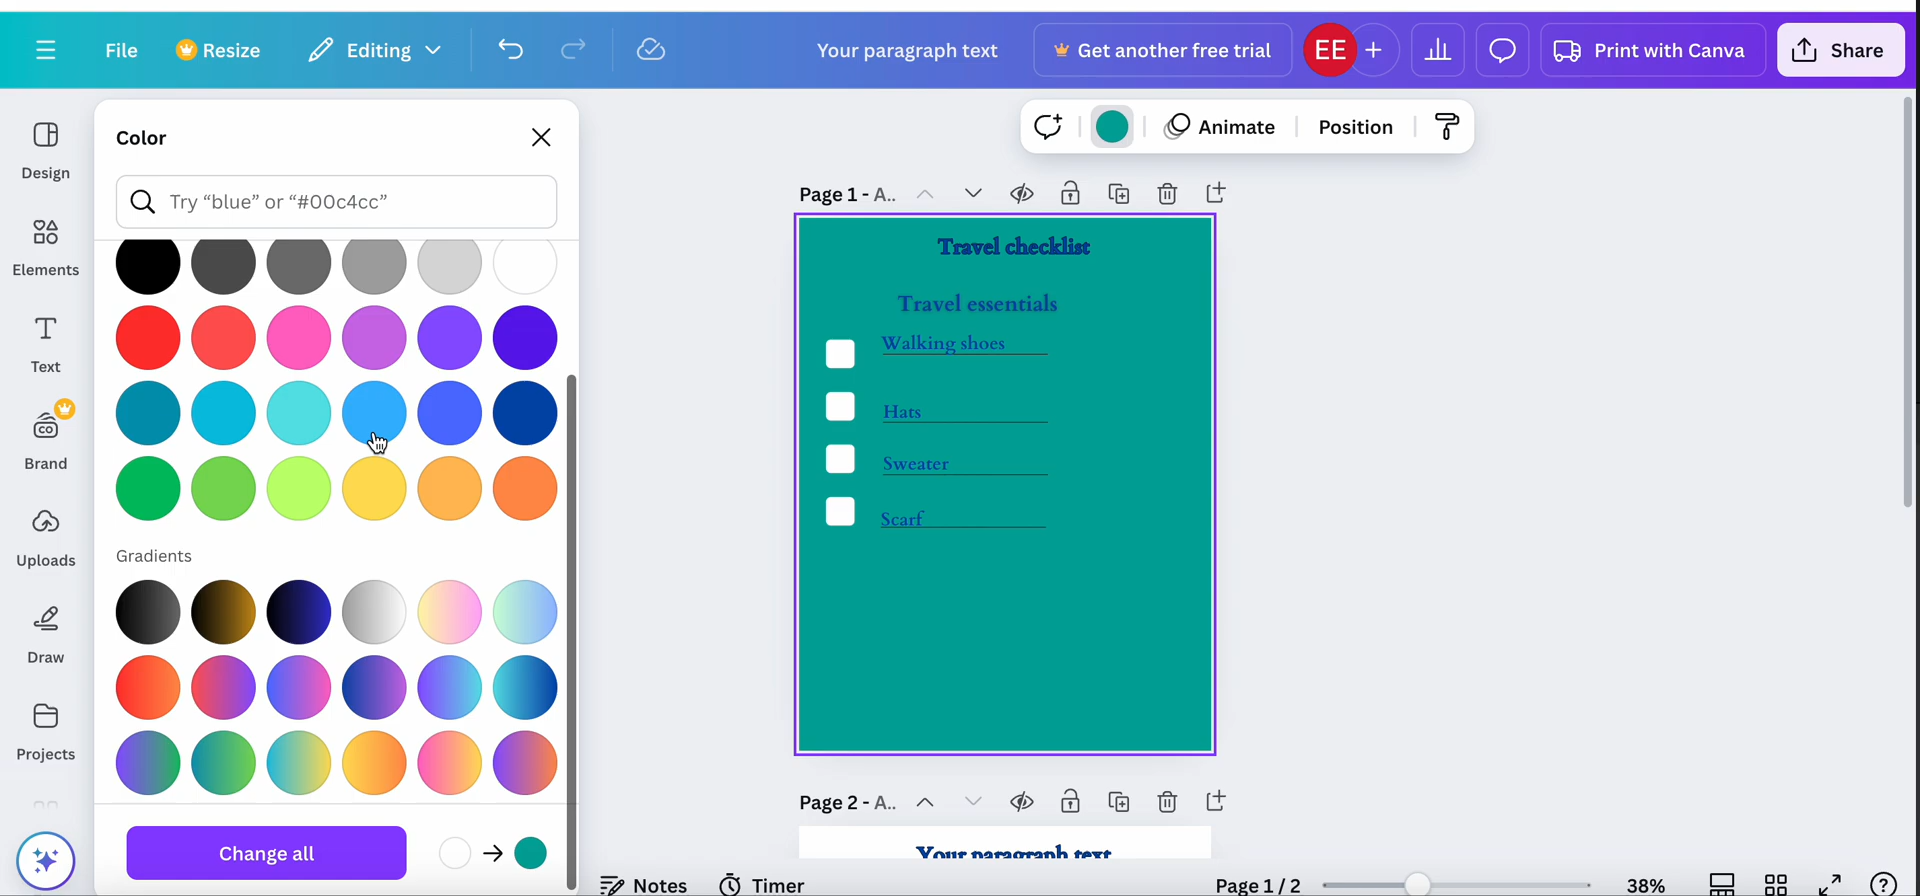 File
Resize
Editing
Your paragraph text
Get another free trial
EE
+
Print with Canva
Share
Design
Elements
Text
Brand
CO
Uploads
Draw
Projects
Color
Try “blue” or “#00c4cc”
Gradients
Change all
Animate
Position
Page 1 - A..
Travel checklist
Travel essentials
Walking shoes
Hats
Sweater
Scarf
Page 2 - A..
Your paragraph text
Notes
Timer
Page 1 / 2
38%
?